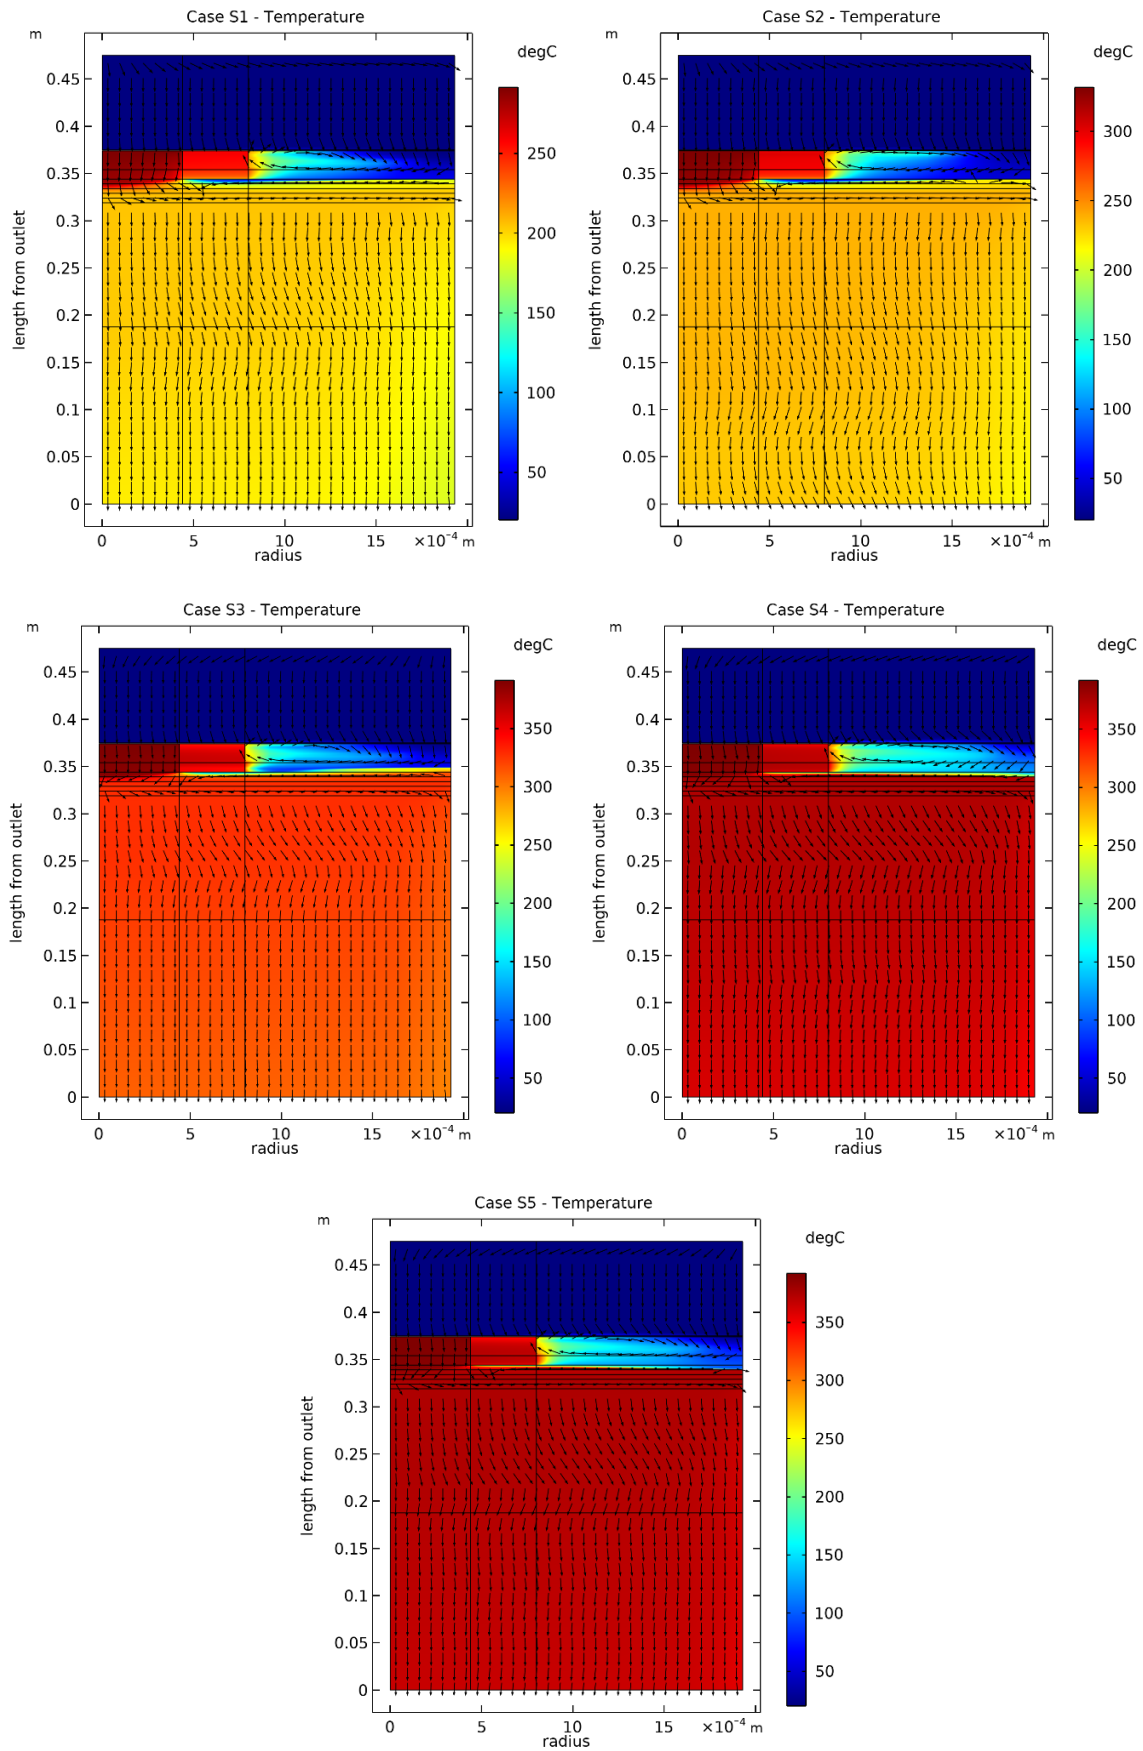 Case S1 - Temperature
m
degC
0.45
0.4
0.35
0.3
0.25
0.2
0.15
0.1
0.05
0
length from outlet
0 5 10 15 ×10⁻⁴ m
radius
250
200
150
100
50
Case S2 - Temperature
m
degC
0.45
0.4
0.35
0.3
0.25
0.2
0.15
0.1
0.05
0
length from outlet
0 5 10 15 ×10⁻⁴ m
radius
300
250
200
150
100
50
Case S3 - Temperature
m
degC
0.45
0.4
0.35
0.3
0.25
0.2
0.15
0.1
0.05
0
length from outlet
0 5 10 15 ×10⁻⁴ m
radius
350
300
250
200
150
100
50
Case S4 - Temperature
m
degC
0.45
0.4
0.35
0.3
0.25
0.2
0.15
0.1
0.05
0
length from outlet
0 5 10 15 ×10⁻⁴ m
radius
350
300
250
200
150
100
50
Case S5 - Temperature
m
degC
0.45
0.4
0.35
0.3
0.25
0.2
0.15
0.1
0.05
0
length from outlet
0 5 10 15 ×10⁻⁴ m
radius
350
300
250
200
150
100
50